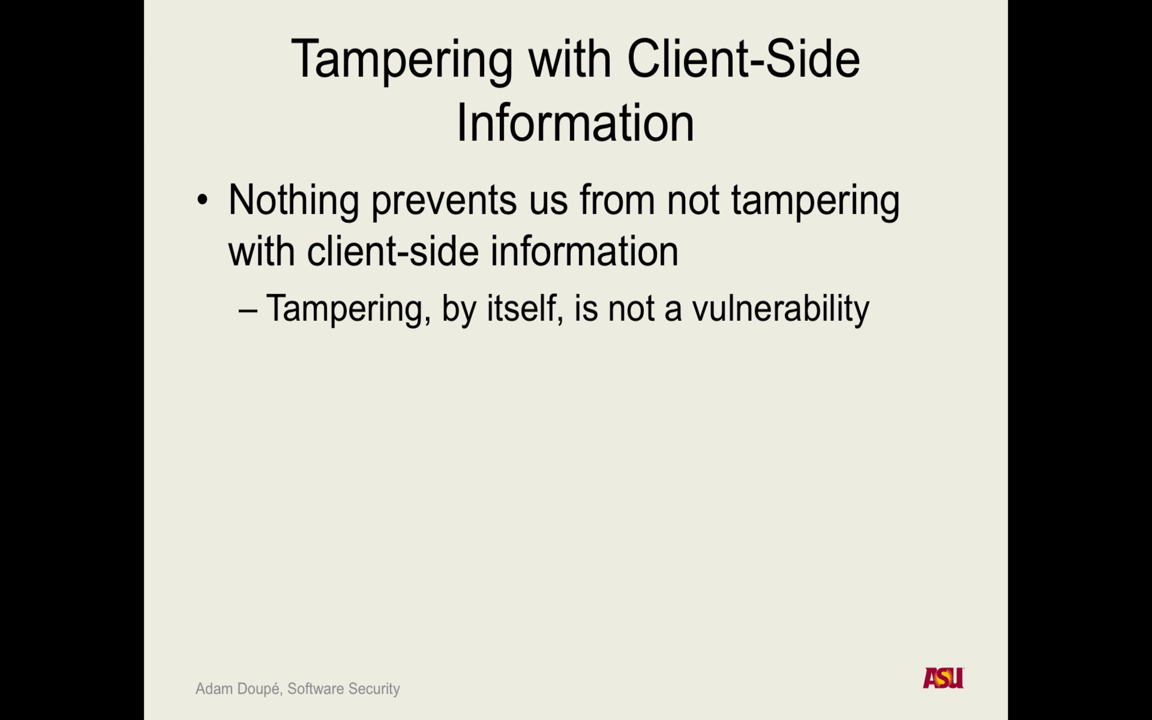 Tampering with Client-Side
Information
• Nothing prevents us from not tampering
with client-side information
– Tampering, by itself, is not a vulnerability
Adam Doupé, Software Security
ASU